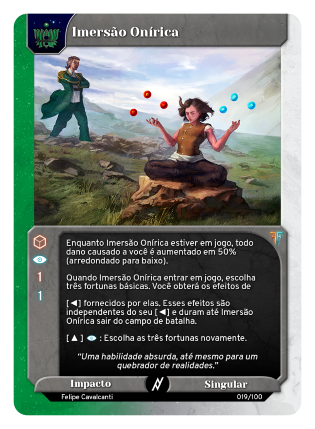 Imersão Onírica
Enquanto Imersão Onírica estiver em jogo, todo
dano causado a você é aumentado em 50%
(arredondado para baixo).
Quando Imersão Onírica entrar em jogo, escolha
três fortunas básicas. Você obterá os efeitos de
[◄] fornecidos por elas. Esses efeitos são
independentes do seu [◄] e duram até Imersão
Onírica sair do campo de batalha.
[▲] : Escolha as três fortunas novamente.
"Uma habilidade absurda, até mesmo para um
quebrador de realidades."
1
1
Impacto
Singular
Felipe Cavalcanti
019/100